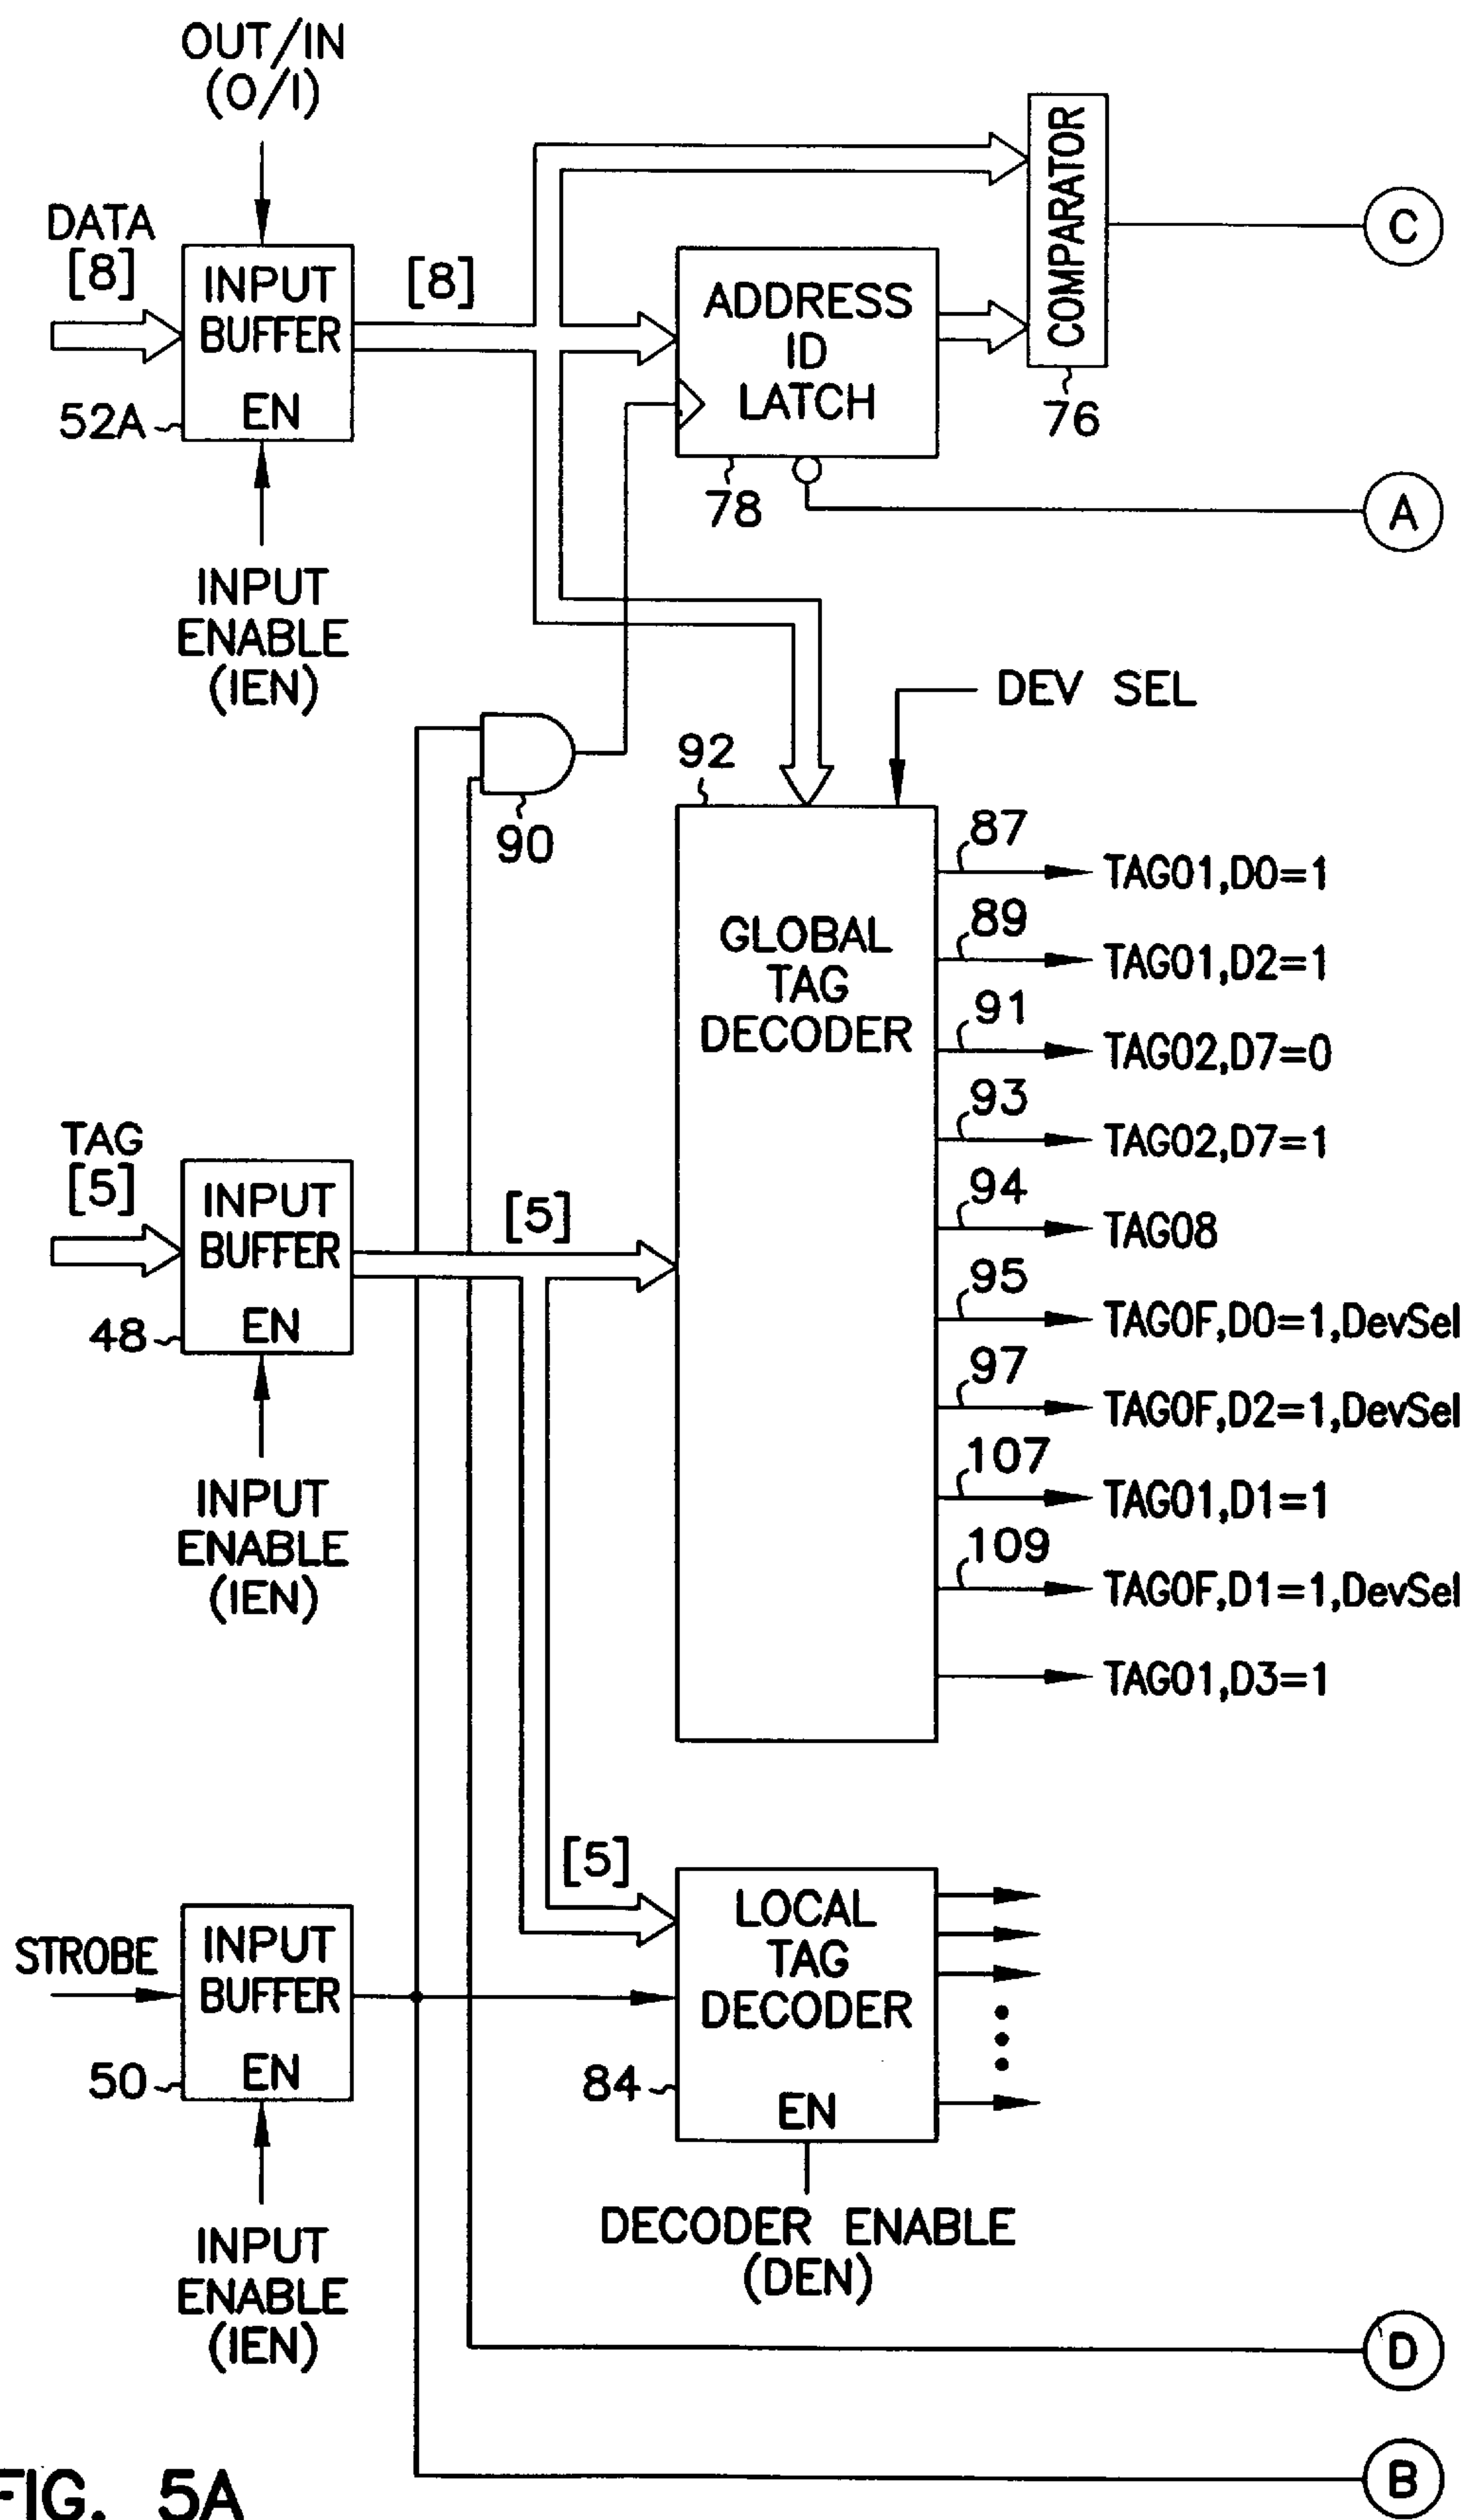 OUT/IN
(O/I)
DATA
[8]
INPUT
BUFFER
EN
52A
[8]
INPUT
ENABLE
(IEN)
ADDRESS
ID
LATCH
78
COMPARATOR
76
C
A
90
DEV SEL
92
GLOBAL
TAG
DECODER
87
TAG01,D0=1
89
TAG01,D2=1
91
TAG02,D7=0
93
TAG02,D7=1
94
TAG08
95
TAG0F,D0=1,DevSel
97
TAG0F,D2=1,DevSel
107
TAG01,D1=1
109
TAG0F,D1=1,DevSel
TAG01,D3=1
TAG
[5]
INPUT
BUFFER
EN
48
[5]
INPUT
ENABLE
(IEN)
STROBE
INPUT
BUFFER
EN
50
INPUT
ENABLE
(IEN)
[5]
LOCAL
TAG
DECODER
EN
84
DECODER ENABLE
(DEN)
D
B
FIG. 5A